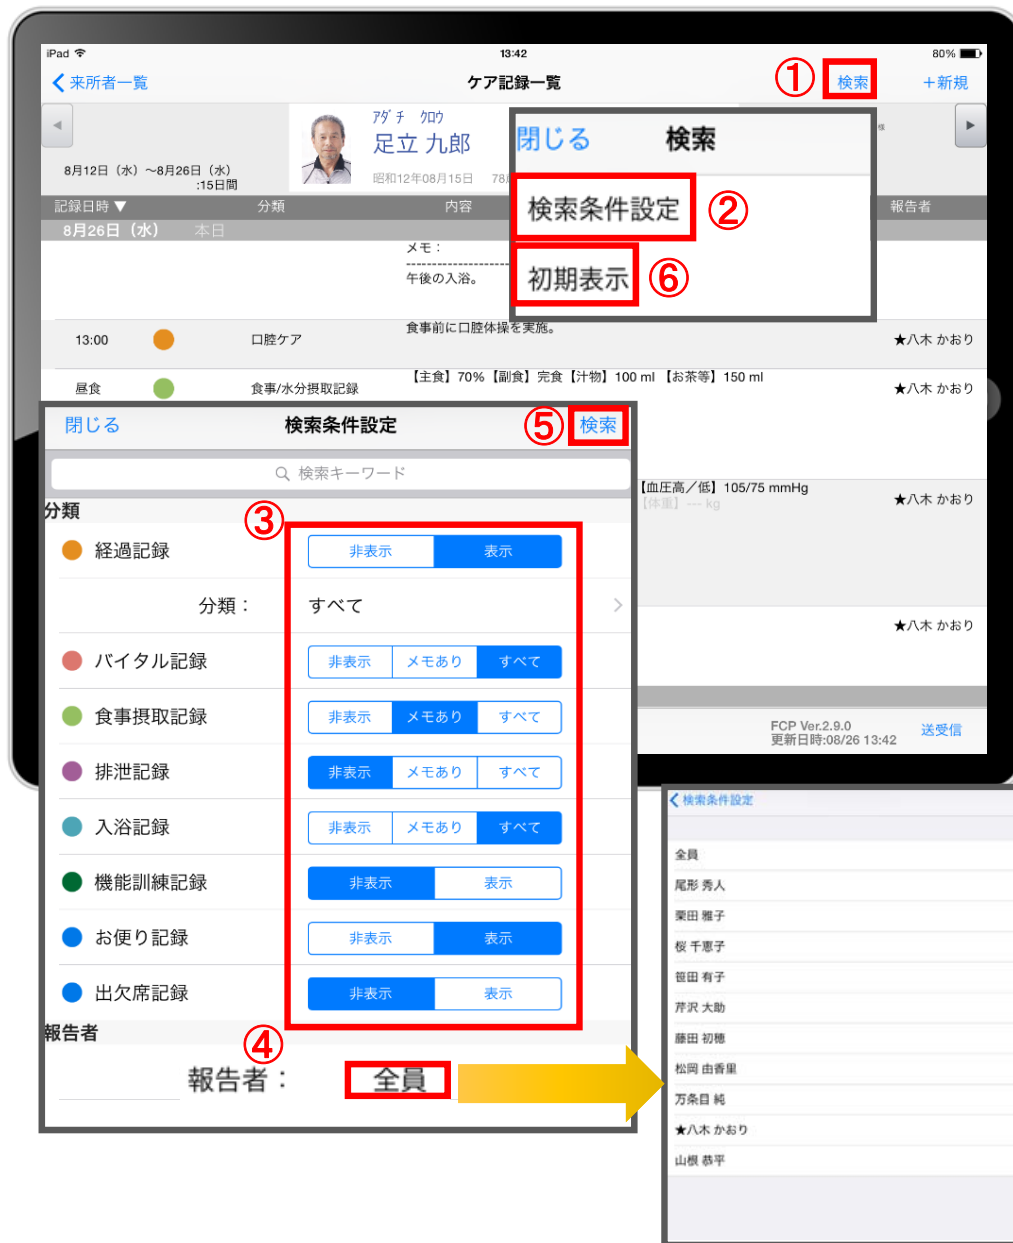 iPad 13:42 80%
来所者一覧 ケア記録一覧 ① 検索 +新規
ｱﾀﾞﾁ ｸﾛｳ
足立 九郎
様
8月12日（水）～8月26日（水）
:15日間
昭和12年08月15日 78
閉じる 検索
検索条件設定 ②
初期表示 ⑥
記録日時▼ 分類 内容 報告者
8月26日（水） 本日
メモ：
午後の入浴。
13:00 口腔ケア 食事前に口腔体操を実施。 ★八木 かおり
昼食 食事/水分摂取記録 【主食】70%【副食】完食【汁物】100 ml 【お茶等】150 ml ★八木 かおり
【血圧高／低】105/75 mmHg
【体重】--- kg
★八木 かおり
★八木 かおり
FCP Ver.2.9.0
更新日時:08/26 13:42
送受信
閉じる 検索条件設定 ⑤ 検索
検索キーワード
分類
③
経過記録 非表示 表示
分類： すべて
バイタル記録 非表示 メモあり すべて
食事摂取記録 非表示 メモあり すべて
排泄記録 非表示 メモあり すべて
入浴記録 非表示 メモあり すべて
機能訓練記録 非表示 表示
お便り記録 非表示 表示
出欠席記録 非表示 表示
報告者
④
報告者： 全員
検索条件設定
全員
尾形 秀人
栗田 雅子
桜 千恵子
笹田 有子
芹沢 大助
藤田 初穂
松岡 由香里
万条目 純
★八木 かおり
山根 恭平